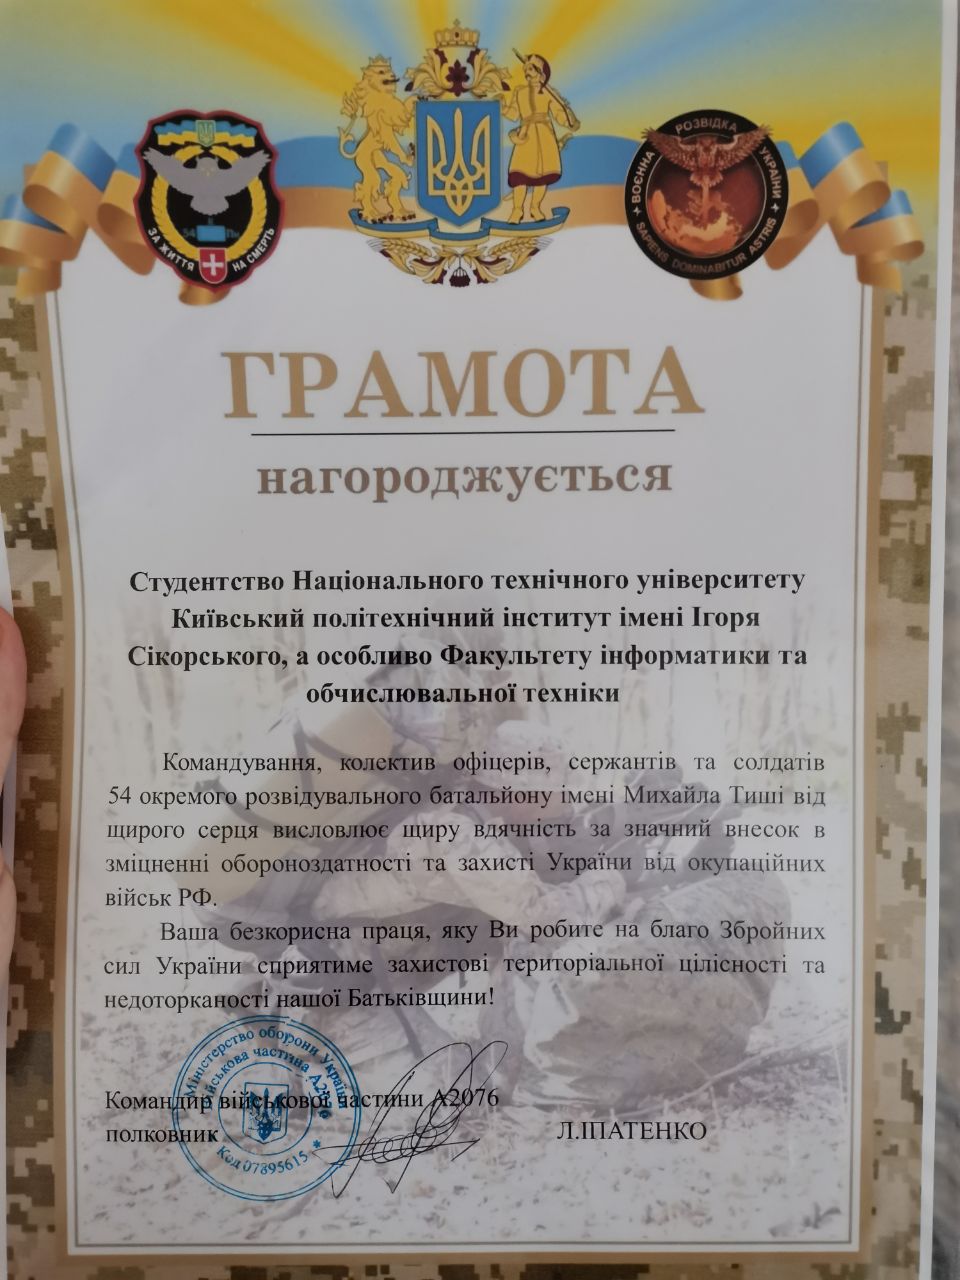 РОЗВІДКА
ВОЄННА
УКРАЇНИ
SAPIENS DOMINABITUR ASTRIS
54
ЗА ЖИТТЯ
НА СМЕРТЬ
ГРАМОТА
нагороджується
Студентство Національного технічного університету
Київський політехнічний інститут імені Ігоря
Сікорського, а особливо Факультету інформатики та
обчислювальної техніки
Командування, колектив офіцерів, сержантів та солдатів
54 окремого розвідувального батальйону імені Михайла Тиші від
щирого серця висловлює щиру вдячність за значний внесок в
зміцненні обороноздатності та захисті України від окупаційних
військ РФ.
Ваша безкорисна праця, яку Ви робите на благо Збройних
сил України сприятиме захистові територіальної цілісності та
недоторканості нашої Батьківщини!
Міністерство оборони України
Військова частина А2076
Код 07895615
Командир військової частини А2076
полковник Л.ІПАТЕНКО